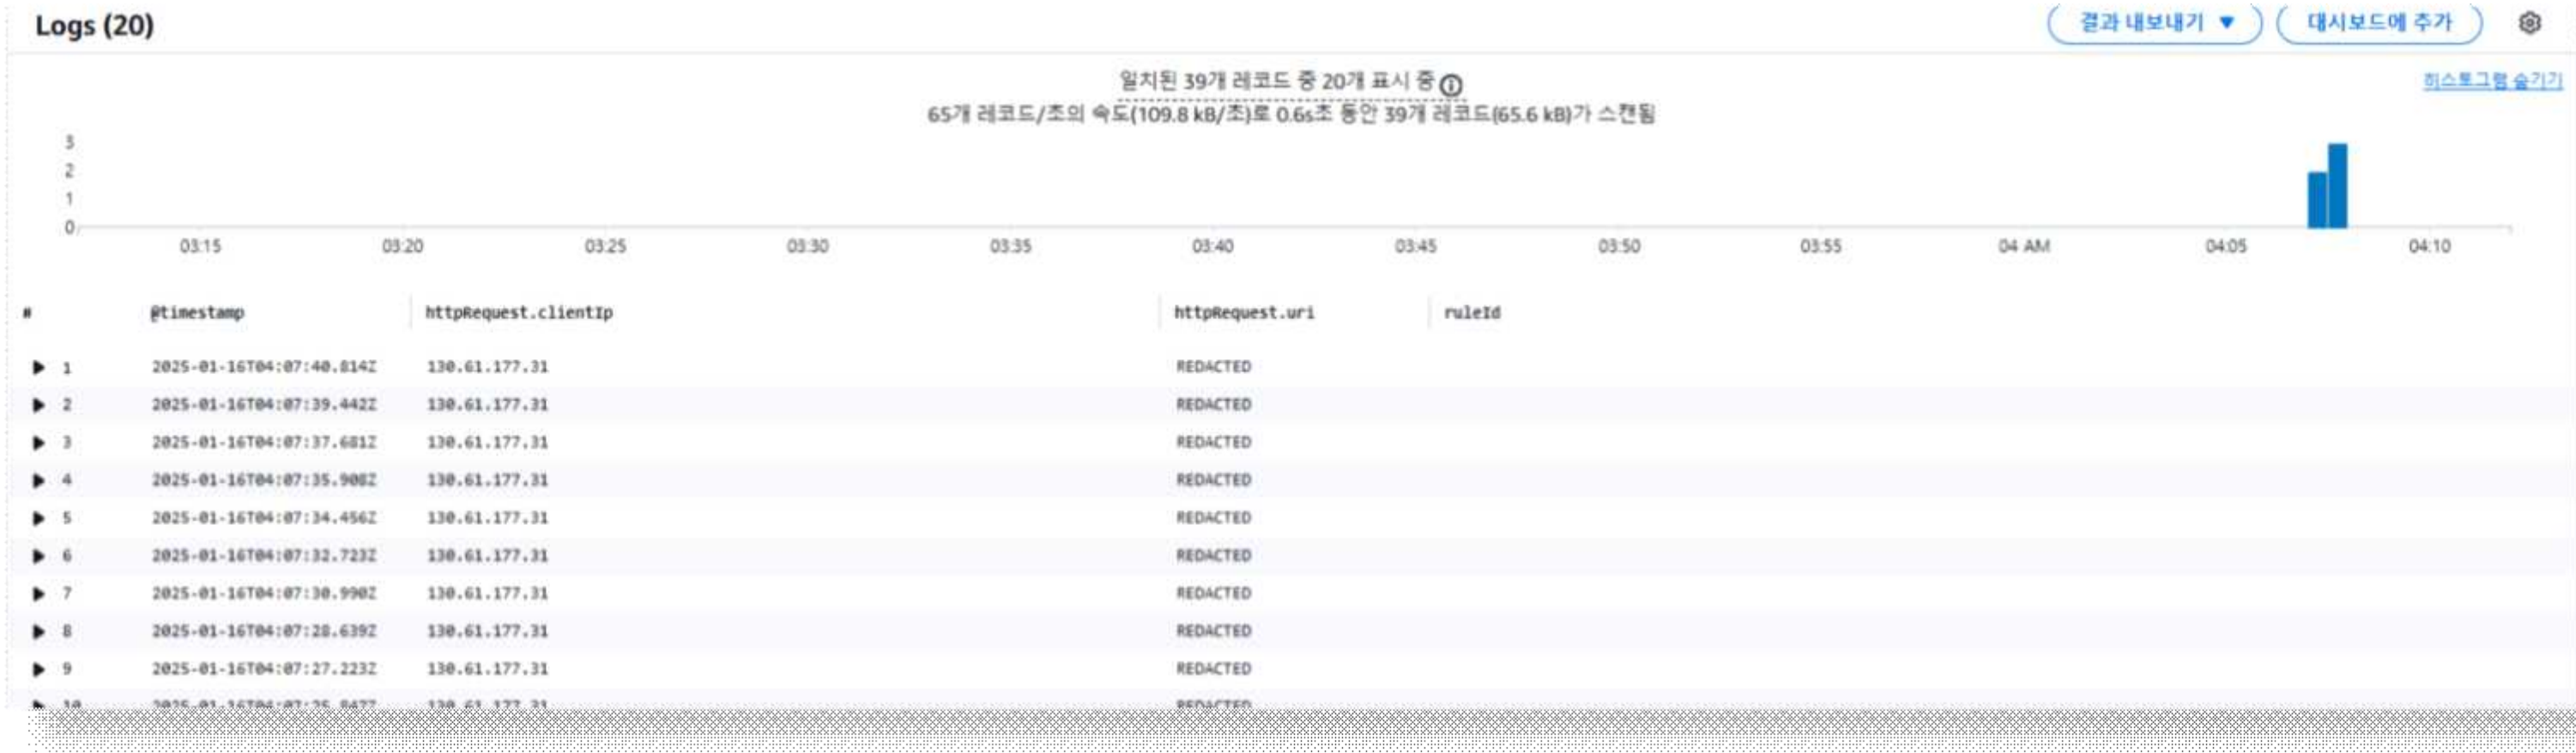 Logs (20)
결과 내보내기 ▼
대시보드에 추가
일치된 39개 레코드 중 20개 표시 중
히스토그램 숨기기
65개 레코드/초의 속도(109.8 kB/초)로 0.6s초 동안 39개 레코드(65.6 kB)가 스캔됨
3
2
1
0
03:15 03:20 03:25 03:30 03:35 03:40 03:45 03:50 03:55 04 AM 04:05 04:10
# @timestamp httpRequest.clientIp httpRequest.uri ruleId
1 2025-01-16T04:07:40.814Z 130.61.177.31 REDACTED
2 2025-01-16T04:07:39.442Z 130.61.177.31 REDACTED
3 2025-01-16T04:07:37.681Z 130.61.177.31 REDACTED
4 2025-01-16T04:07:35.908Z 130.61.177.31 REDACTED
5 2025-01-16T04:07:34.456Z 130.61.177.31 REDACTED
6 2025-01-16T04:07:32.723Z 130.61.177.31 REDACTED
7 2025-01-16T04:07:30.990Z 130.61.177.31 REDACTED
8 2025-01-16T04:07:28.639Z 130.61.177.31 REDACTED
9 2025-01-16T04:07:27.223Z 130.61.177.31 REDACTED
10 130.61.177.31 REDACTED